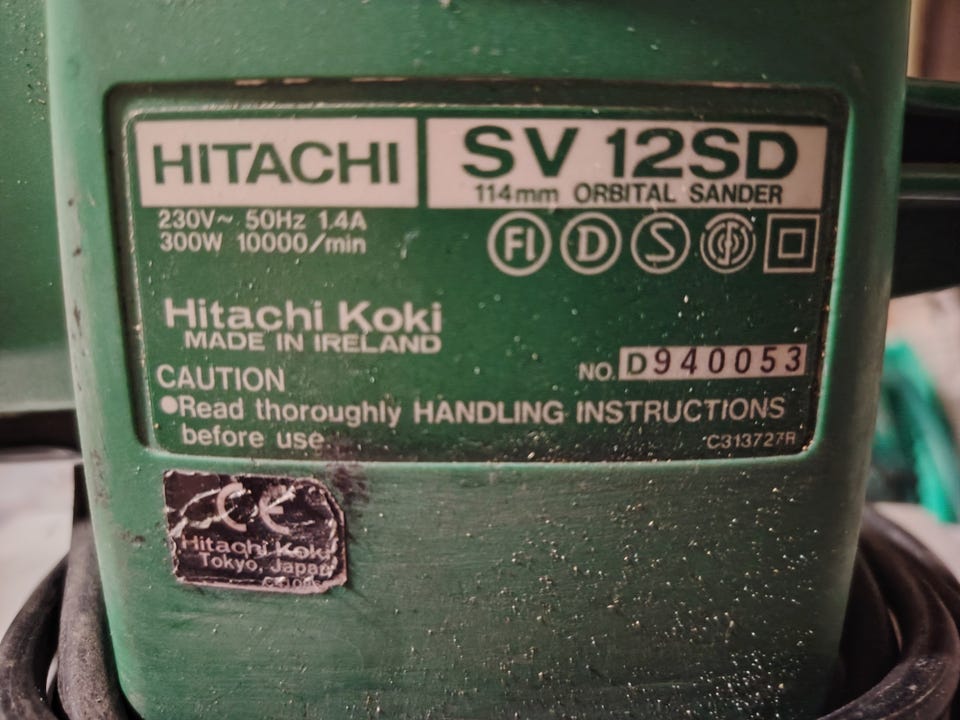 HITACHI
SV 12SD
114mm ORBITAL SANDER
230V~ 50Hz 1.4A
300W 10000/min
FI D S
Hitachi Koki
MADE IN IRELAND
NO. D940053
CAUTION
●Read thoroughly HANDLING INSTRUCTIONS
before use.
C313727R
CE
Hitachi Koki
Tokyo, Japan